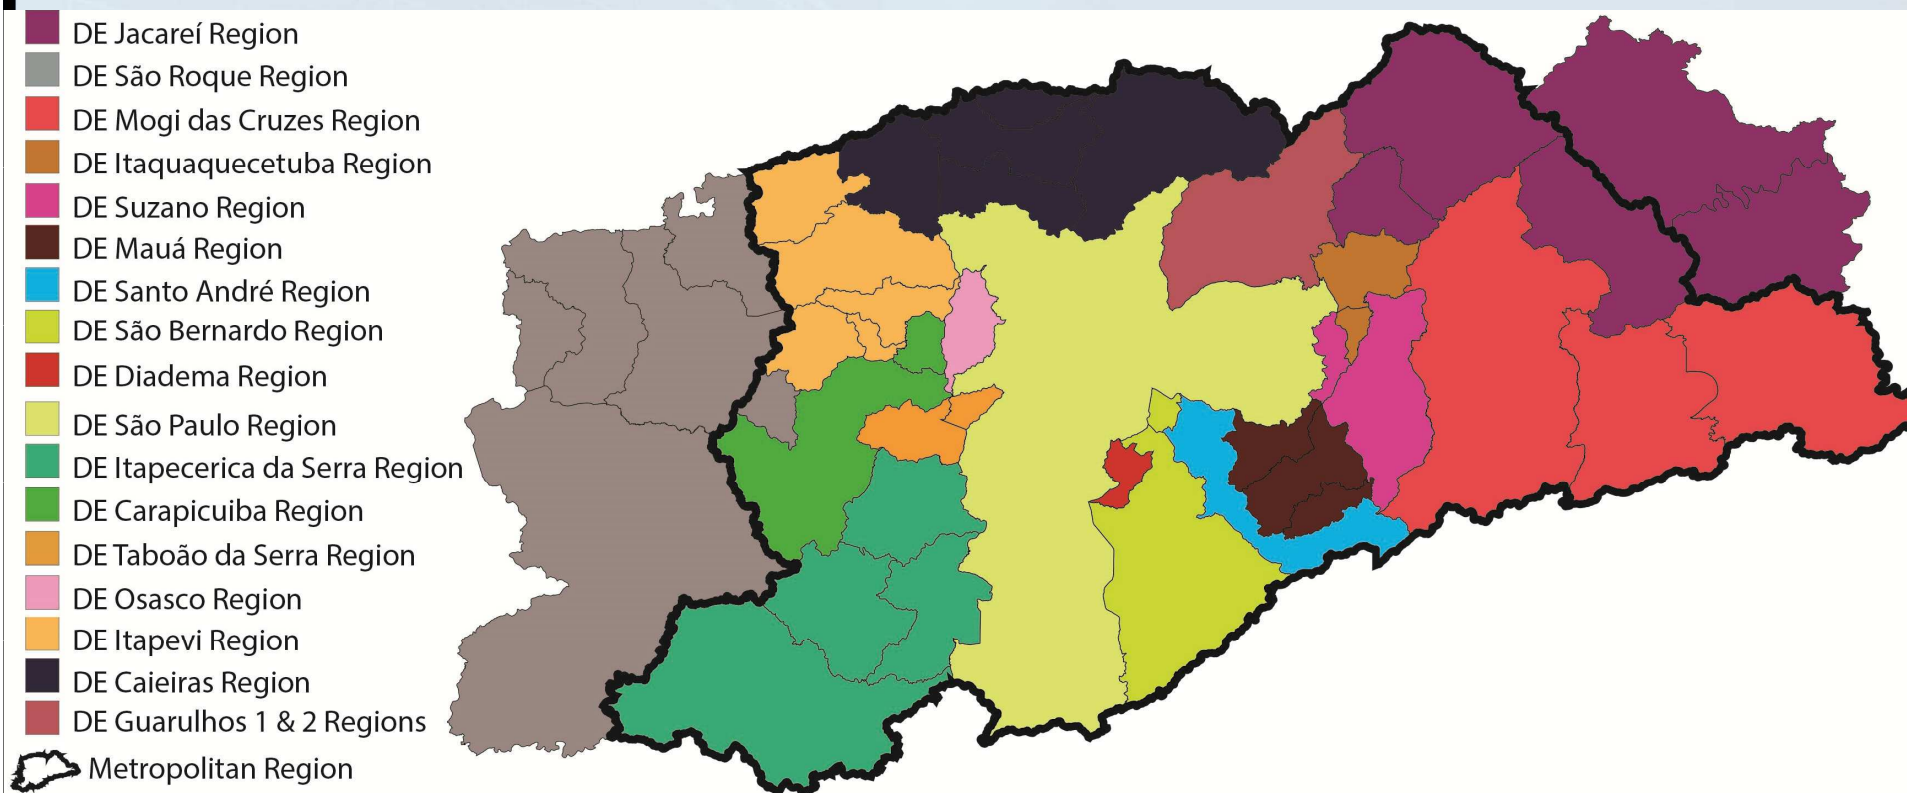 DE Jacareí Region
DE São Roque Region
DE Mogi das Cruzes Region
DE Itaquaquecetuba Region
DE Suzano Region
DE Mauá Region
DE Santo André Region
DE São Bernardo Region
DE Diadema Region
DE São Paulo Region
DE Itapecerica da Serra Region
DE Carapicuiba Region
DE Taboão da Serra Region
DE Osasco Region
DE Itapevi Region
DE Caieiras Region
DE Guarulhos 1 & 2 Regions
Metropolitan Region